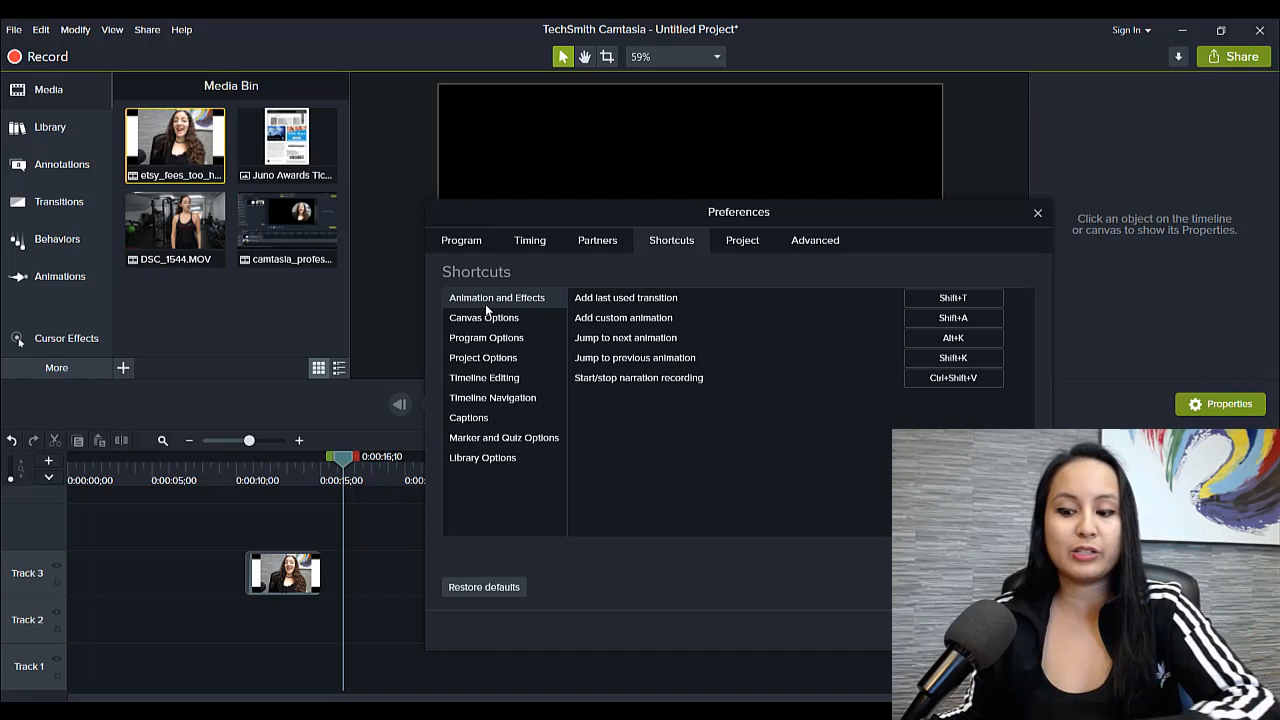 TechSmith Camtasia - Untitled Project*
File Edit Modify View Share Help
Sign In
Record
59%
Share
Media
Library
Annotations
Transitions
Behaviors
Animations
Cursor Effects
More
Media Bin
etsy_fees_too_h...
Juno Awards Tic...
DSC_1544.MOV
camtasia_profes...
Click an object on the timeline
or canvas to show its Properties.
Properties
Preferences
Program Timing Partners Shortcuts Project Advanced
Shortcuts
Animation and Effects
Canvas Options
Program Options
Project Options
Timeline Editing
Timeline Navigation
Captions
Marker and Quiz Options
Library Options
Add last used transition Shift+T
Add custom animation Shift+A
Jump to next animation Alt+K
Jump to previous animation Shift+K
Start/stop narration recording Ctrl+Shift+V
Restore defaults
0:00:16;10
0:00:00;00 0:00:05;00 0:00:10;00 0:00:15;00
Track 3
Track 2
Track 1